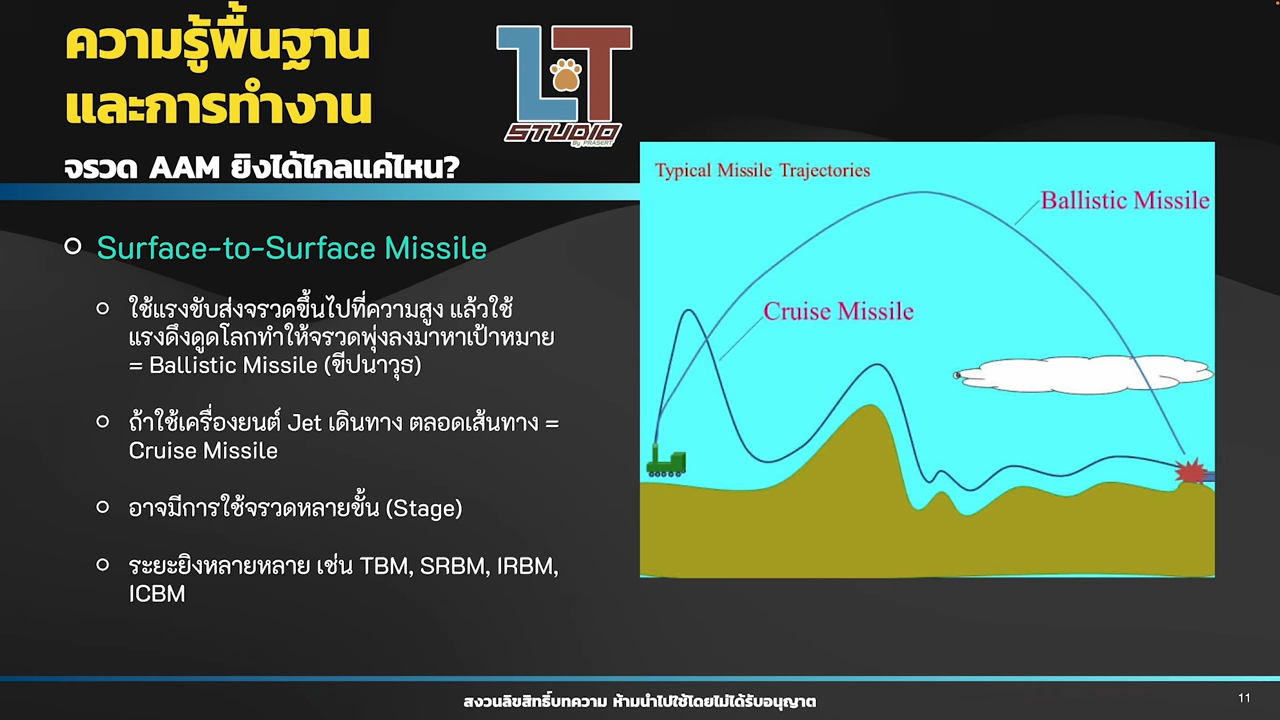 ความรู้พื้นฐาน
และการทำงาน
จรวด AAM ยิงได้ไกลแค่ไหน?
LT
STUDIO
By PRASERT
Surface-to-Surface Missile
ใช้แรงขับส่งจรวดขึ้นไปที่ความสูง แล้วใช้
แรงดึงดูดโลกทำให้จรวดพุ่งลงมาหาเป้าหมาย
= Ballistic Missile (ขีปนาวุธ)
ถ้าใช้เครื่องยนต์ Jet เดินทาง ตลอดเส้นทาง =
Cruise Missile
อาจมีการใช้จรวดหลายขั้น (Stage)
ระยะยิงหลายหลาย เช่น TBM, SRBM, IRBM,
ICBM
Typical Missile Trajectories
Ballistic Missile
Cruise Missile
สงวนลิขสิทธิ์บทความ ห้ามนำไปใช้โดยไม่ได้รับอนุญาต
11